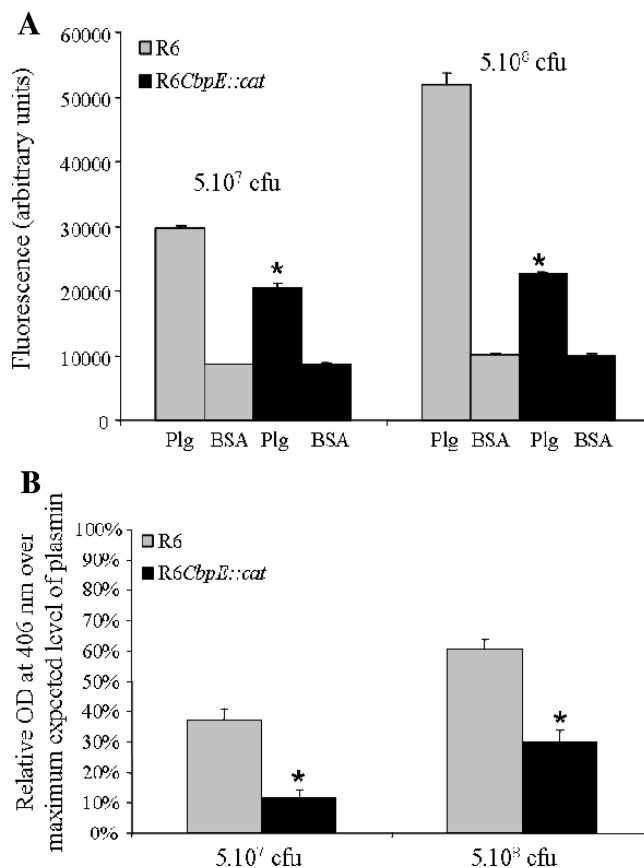 A
60000
50000
40000
30000
20000
10000
0
Fluorescence (arbitrary units)
R6
R6CbpE::cat
5.10⁷ cfu
5.10⁸ cfu
*
*
Plg BSA Plg BSA Plg BSA Plg BSA
B
100%
90%
80%
70%
60%
50%
40%
30%
20%
10%
0%
Relative OD at 406 nm over
maximum expected level of plasmin
R6
R6CbpE::cat
*
*
5.10⁷ cfu 5.10⁸ cfu